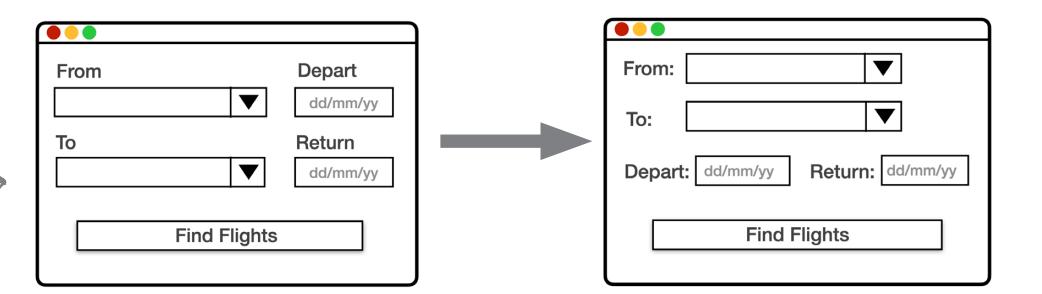 From Depart
dd/mm/yy
To Return
dd/mm/yy
Find Flights
From:
To:
Depart: dd/mm/yy Return: dd/mm/yy
Find Flights